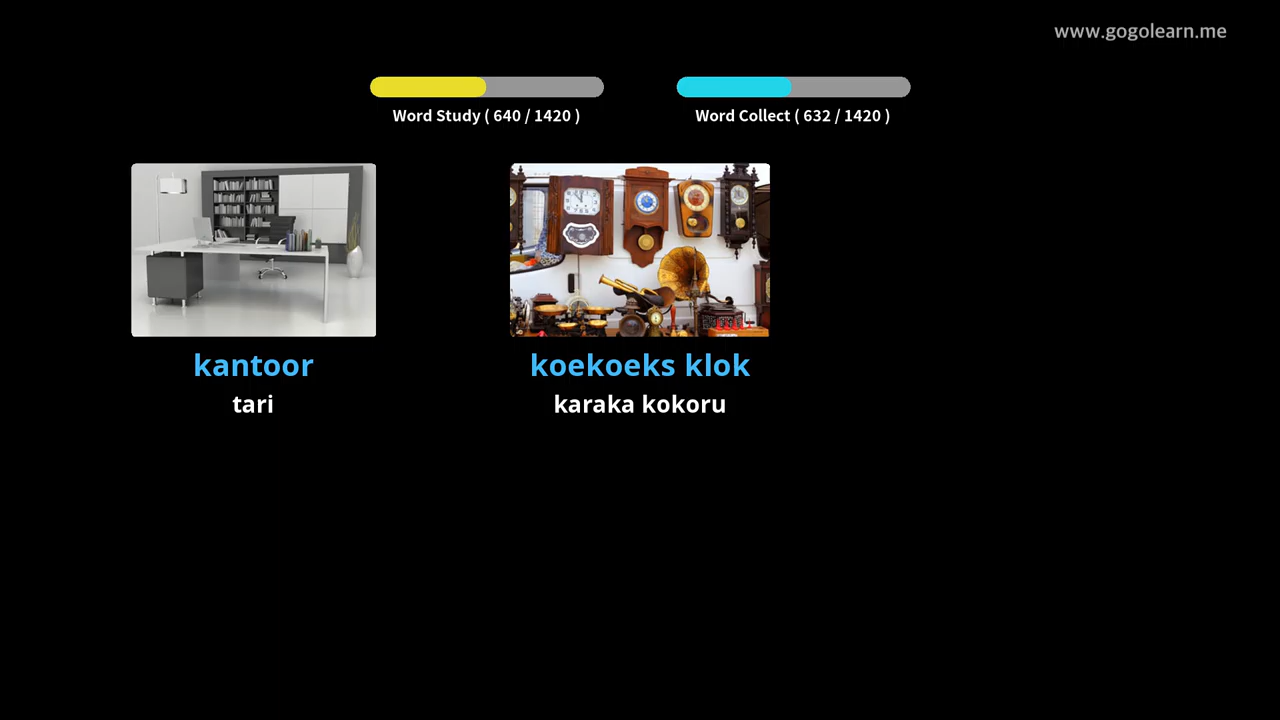 www.gogolearn.me
Word Study ( 640 / 1420 )
Word Collect ( 632 / 1420 )
kantoor
tari
koekoeks klok
karaka kokoru